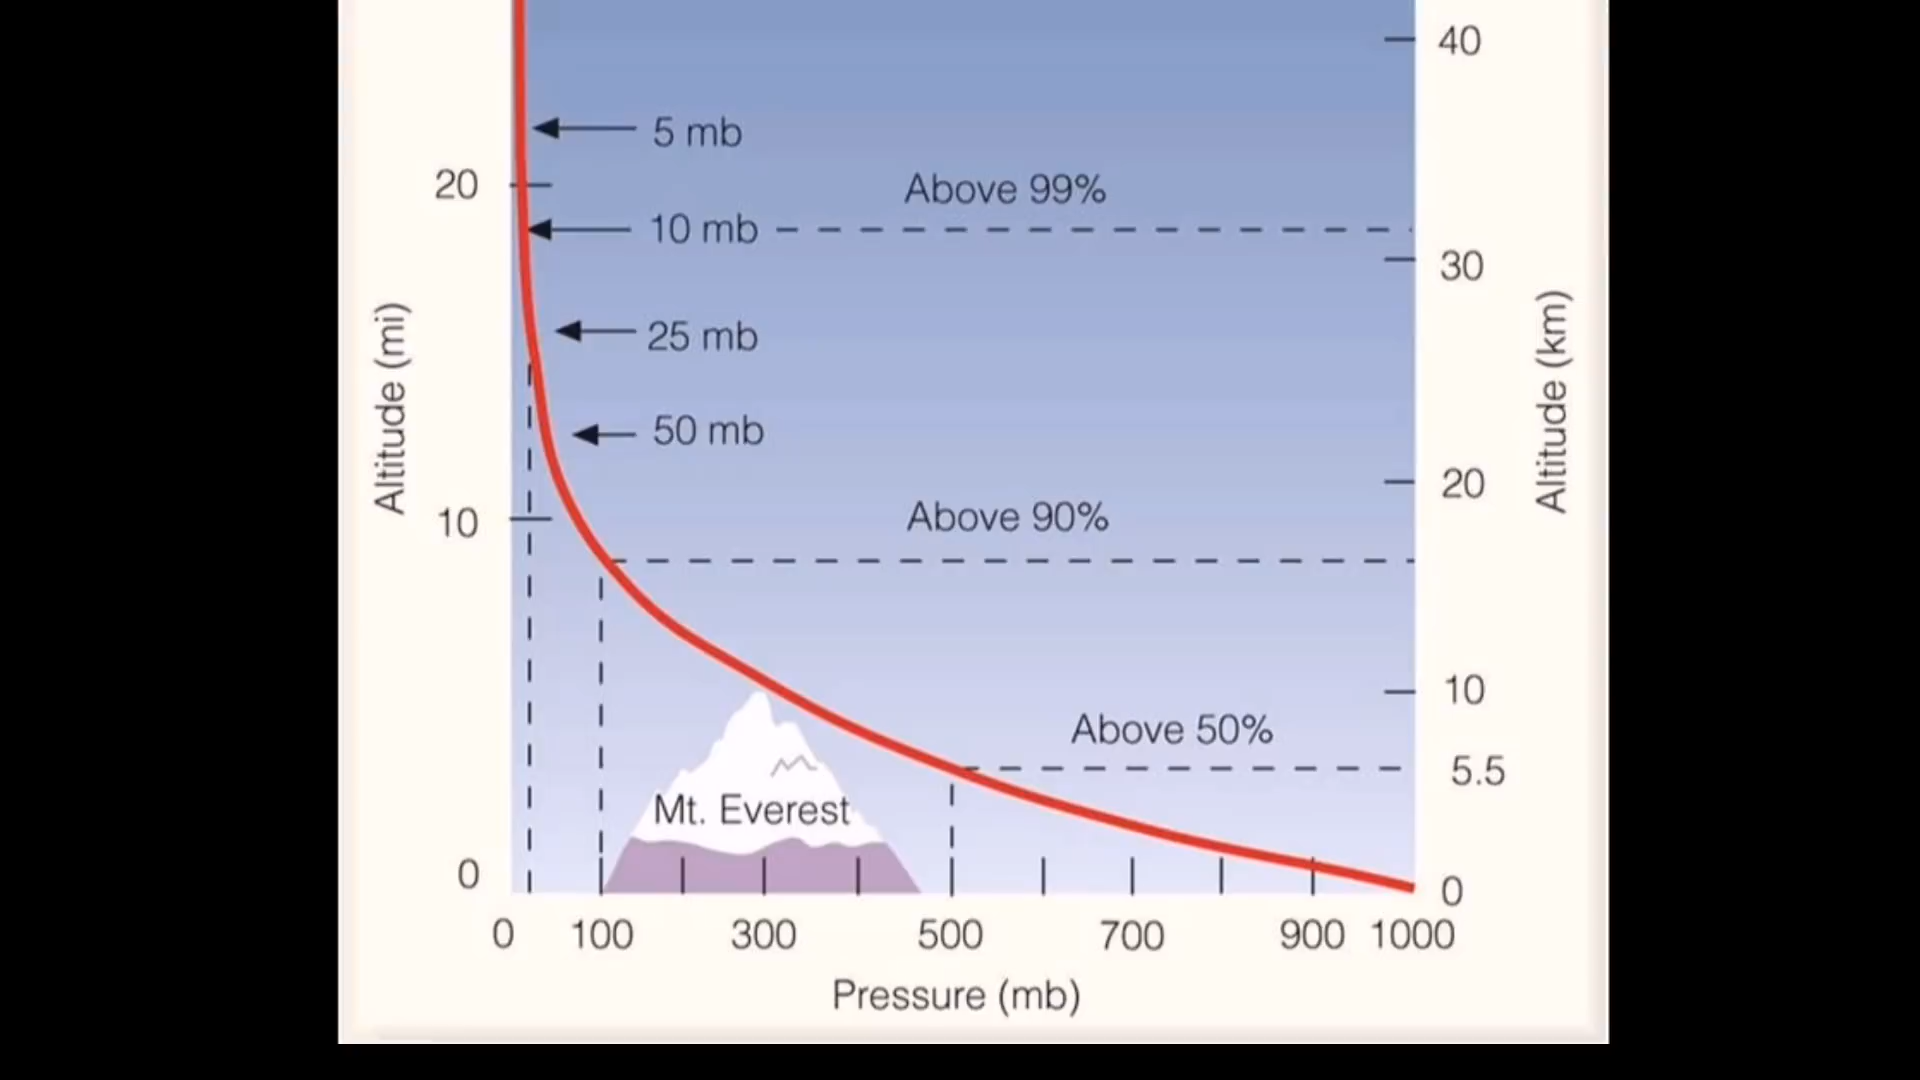 40
5 mb
20
Above 99%
10 mb
30
Altitude (mi)
25 mb
Altitude (km)
50 mb
20
10
Above 90%
10
Above 50%
5.5
Mt. Everest
0
0
0 100 300 500 700 900 1000
Pressure (mb)